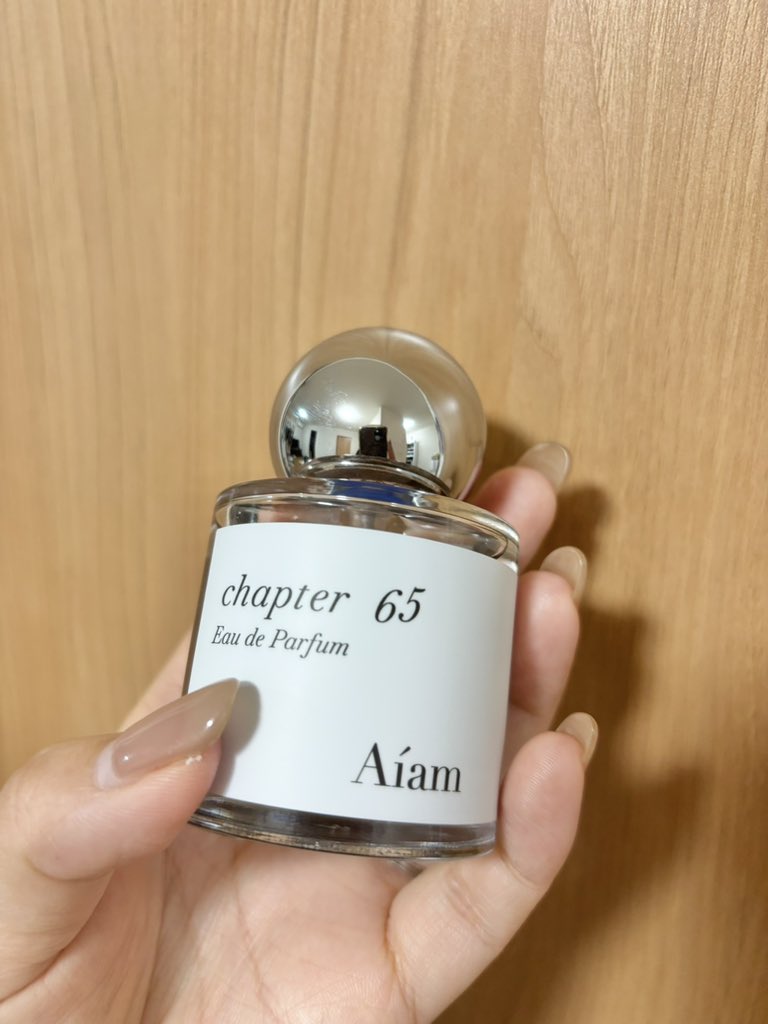 chapter 65
Eau de Parfum
Aíam